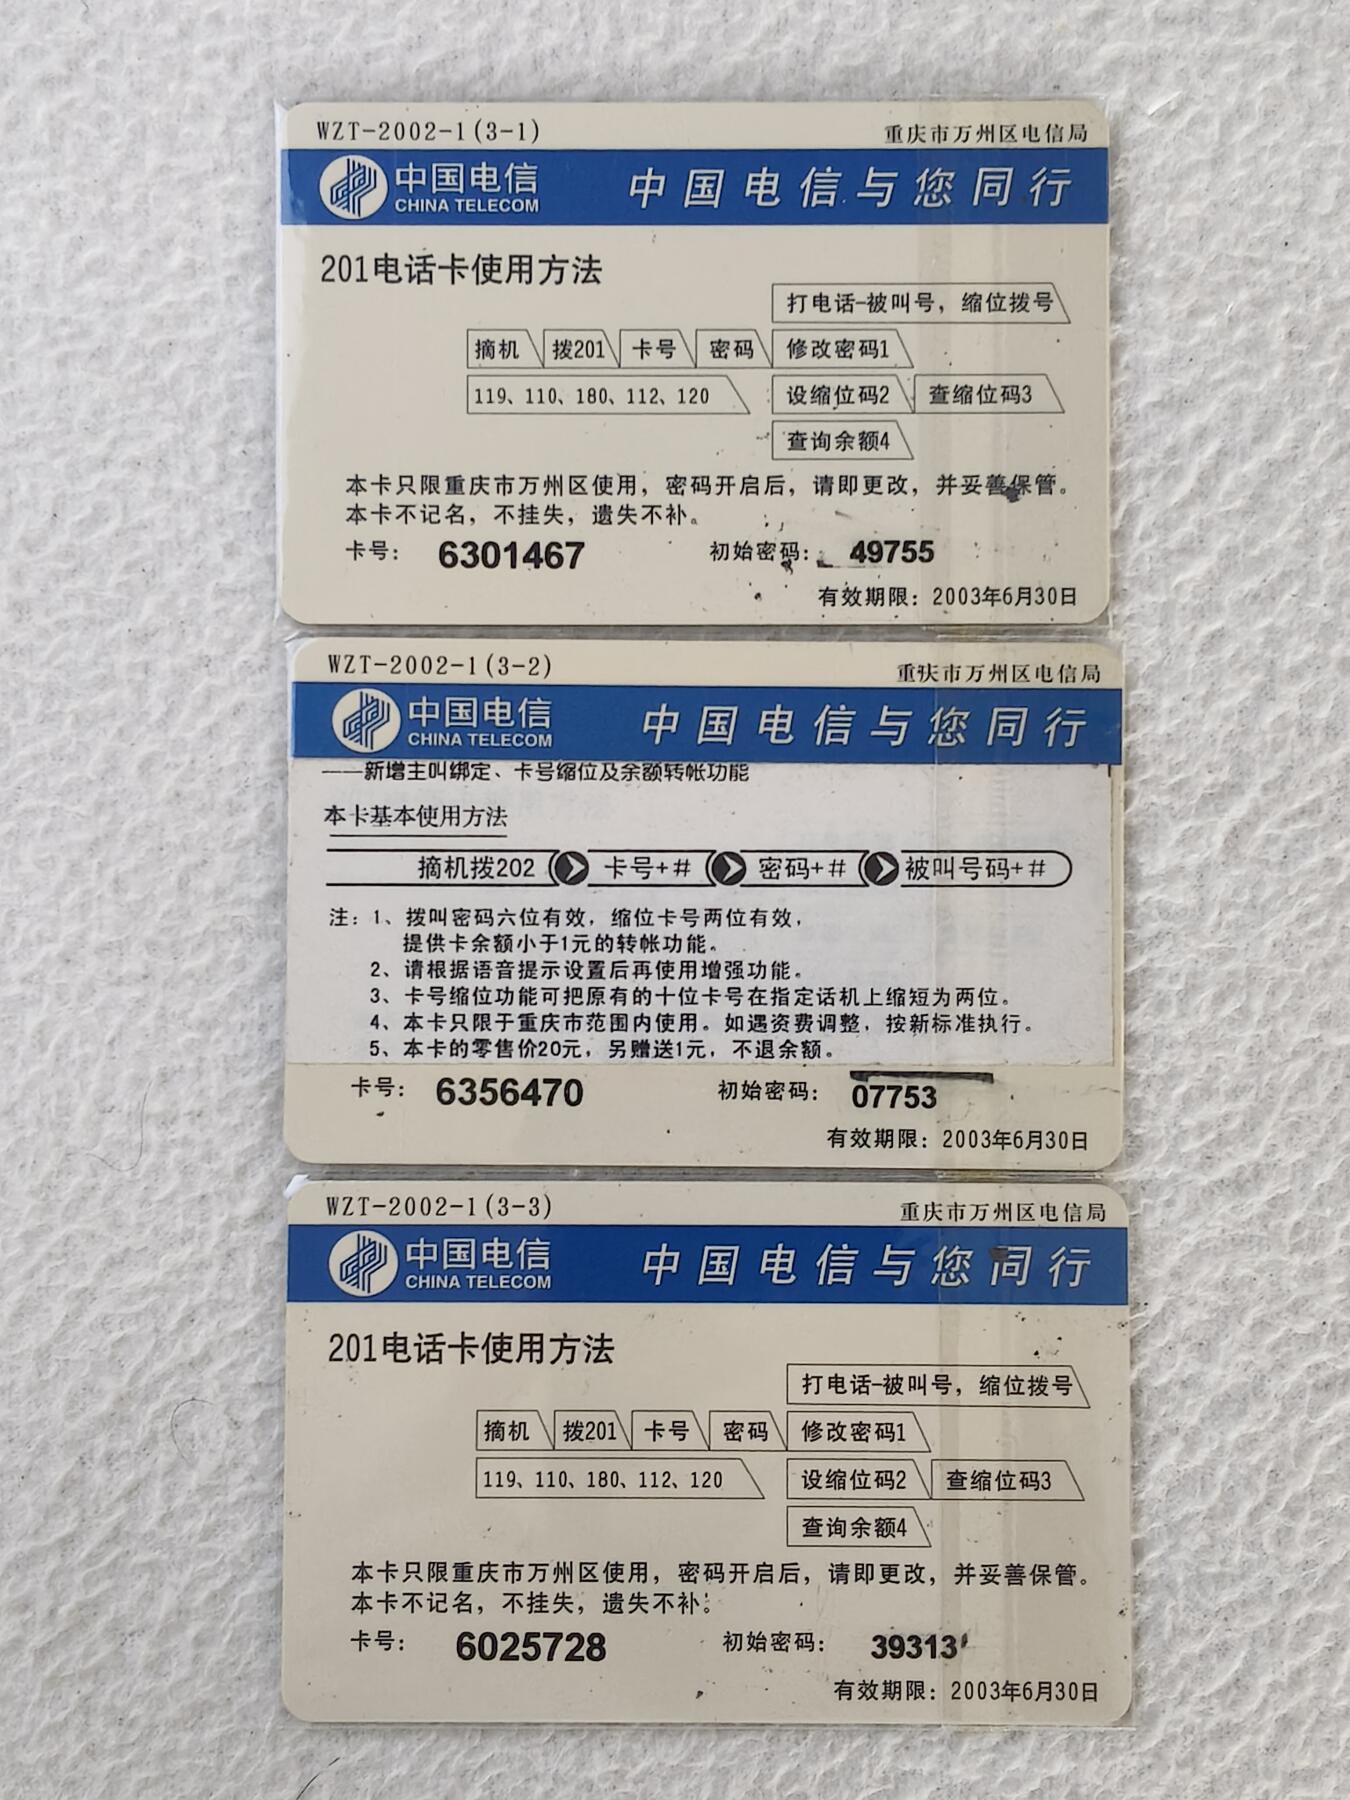 WZT-2002-1(3-1)
重庆市万州区电信局
中国电信
CHINA TELECOM
中国电信与您同行
201电话卡使用方法
打电话-被叫号，缩位拨号
摘机 拨201 卡号 密码 修改密码1
119、110、180、112、120 设缩位码2 查缩位码3
查询余额4
本卡只限重庆市万州区使用，密码开启后，请即更改，并妥善保管。
本卡不记名，不挂失，遗失不补。
卡号： 6301467 初始密码： 49755
有效期限：2003年6月30日
WZT-2002-1(3-2)
重庆市万州区电信局
中国电信
CHINA TELECOM
中国电信与您同行
——新增主叫绑定、卡号缩位及余额转帐功能
本卡基本使用方法
摘机拨202 卡号+# 密码+# 被叫号码+#
注：1、拨叫密码六位有效，缩位卡号两位有效，
提供卡余额小于1元的转帐功能。
2、请根据语音提示设置后再使用增强功能。
3、卡号缩位功能可把原有的十位卡号在指定话机上缩短为两位。
4、本卡只限于重庆市范围内使用。如遇资费调整，按新标准执行。
5、本卡的零售价20元，另赠送1元，不退余额。
卡号： 6356470 初始密码： 07753
有效期限：2003年6月30日
WZT-2002-1(3-3)
重庆市万州区电信局
中国电信
CHINA TELECOM
中国电信与您同行
201电话卡使用方法
打电话-被叫号，缩位拨号
摘机 拨201 卡号 密码 修改密码1
119、110、180、112、120 设缩位码2 查缩位码3
查询余额4
本卡只限重庆市万州区使用，密码开启后，请即更改，并妥善保管。
本卡不记名，不挂失，遗失不补。
卡号： 6025728 初始密码： 39313
有效期限：2003年6月30日